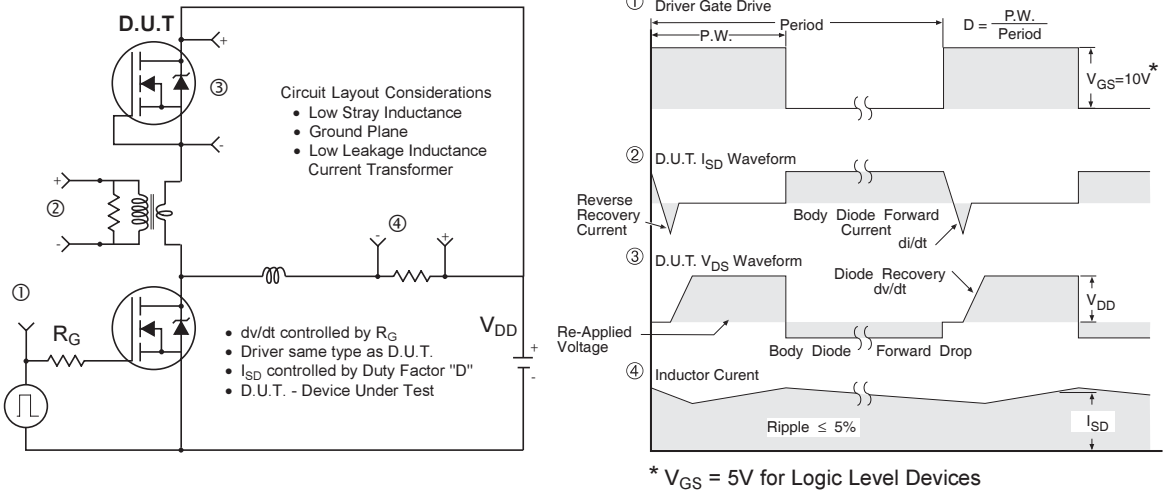 D.U.T
+
③
-
Circuit Layout Considerations
• Low Stray Inductance
• Ground Plane
• Low Leakage Inductance
Current Transformer
+
②
-
④
-
+
①
R_G
• dv/dt controlled by R_G
• Driver same type as D.U.T.
• I_SD controlled by Duty Factor "D"
• D.U.T. - Device Under Test
V_DD
+
-
① Driver Gate Drive
Period
P.W.
D = P.W. / Period
V_GS=10V*
② D.U.T. I_SD Waveform
Reverse
Recovery
Current
Body Diode Forward
Current
di/dt
③ D.U.T. V_DS Waveform
Diode Recovery
dv/dt
V_DD
Re-Applied
Voltage
Body Diode
Forward Drop
④ Inductor Curent
Ripple ≤ 5%
I_SD
* V_GS = 5V for Logic Level Devices